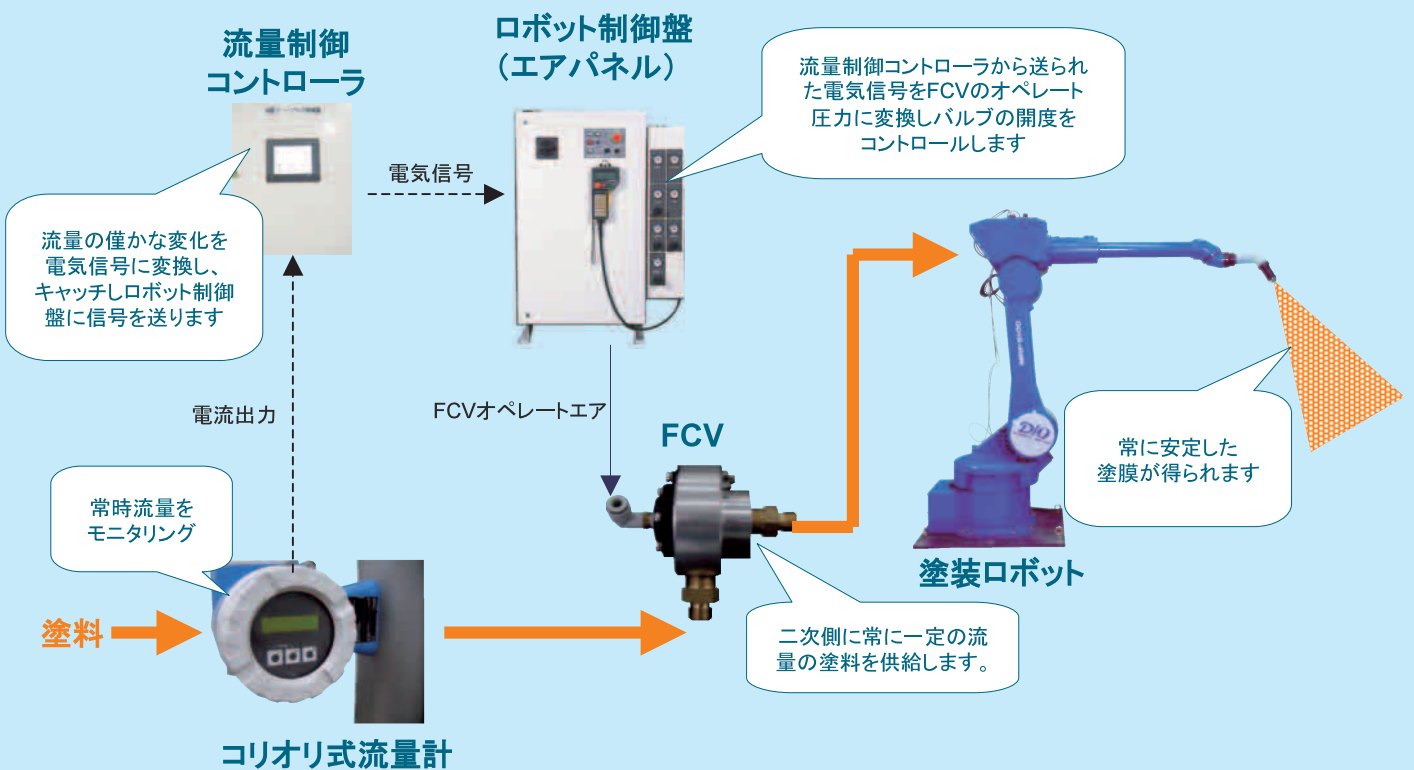 流量制御
コントローラ
ロボット制御盤
(エアパネル)
流量制御コントローラから送られ
た電気信号をFCVのオペレート
圧力に変換しバルブの開度を
コントロールします
電気信号
流量の僅かな変化を
電気信号に変換し、
キャッチしロボット制御
盤に信号を送ります
電流出力
FCVオペレートエア
FCV
常に安定した
塗膜が得られます
常時流量を
モニタリング
塗装ロボット
塗料
二次側に常に一定の流
量の塗料を供給します。
コリオリ式流量計